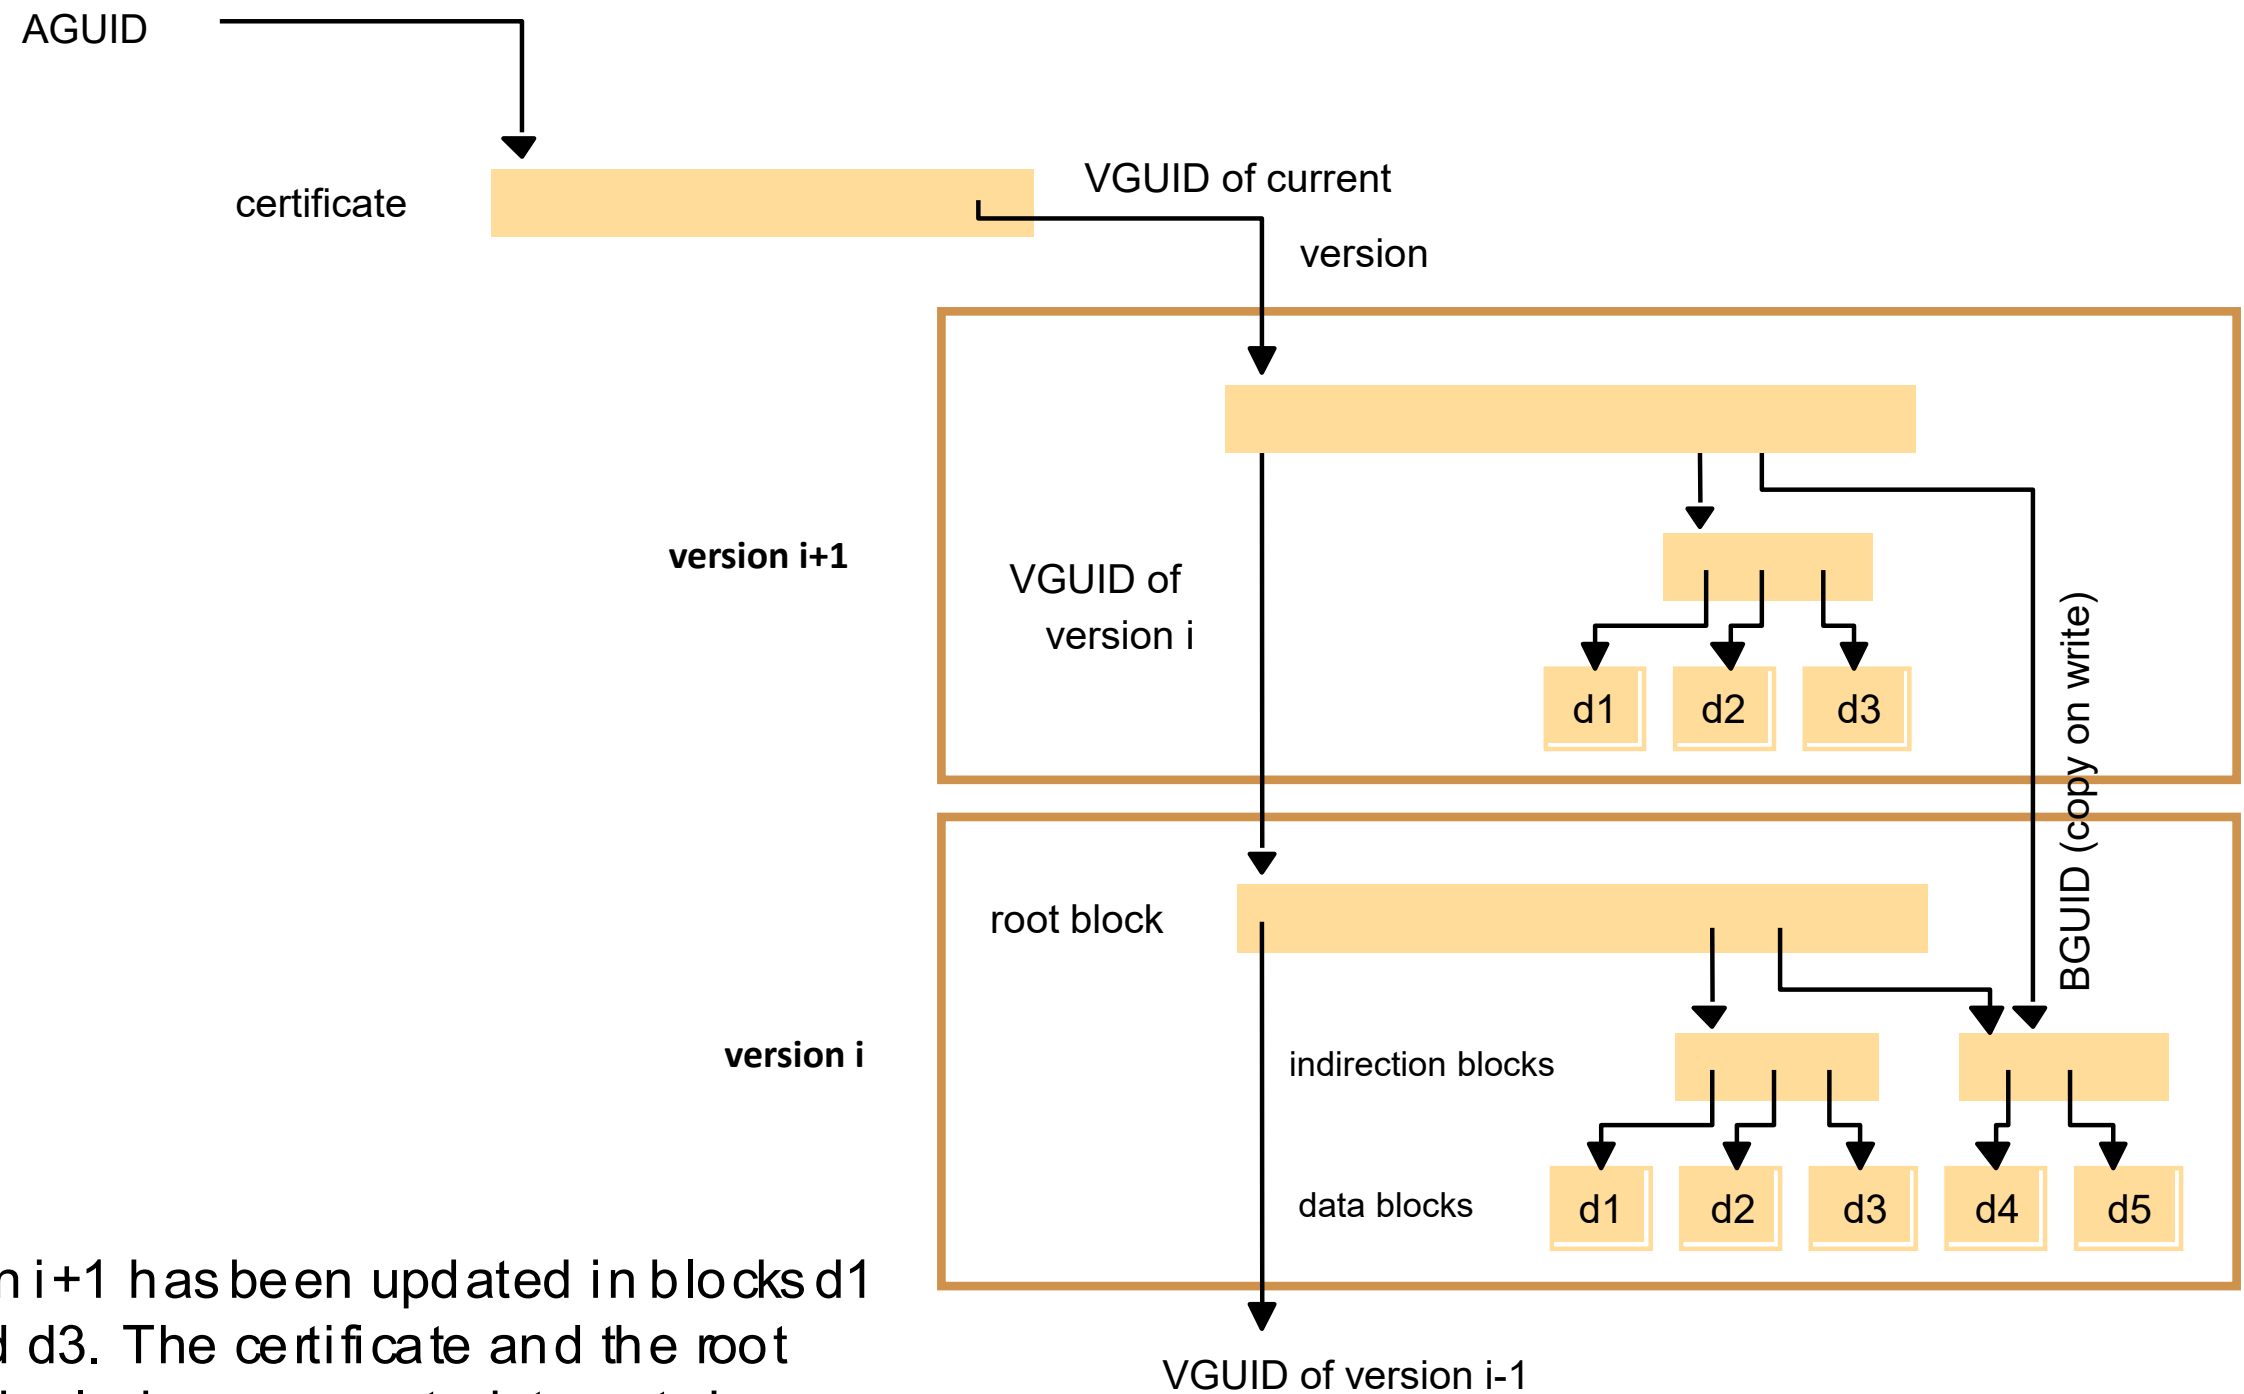 AGUID
certificate
VGUID of current
version
version i+1
VGUID of
version i
d1 d2 d3
BGUID (copy on write)
root block
version i
indirection blocks
data blocks
d1 d2 d3 d4 d5
i+1 has been updated in blocks d1
d3. The certificate and the root
VGUID of version i-1